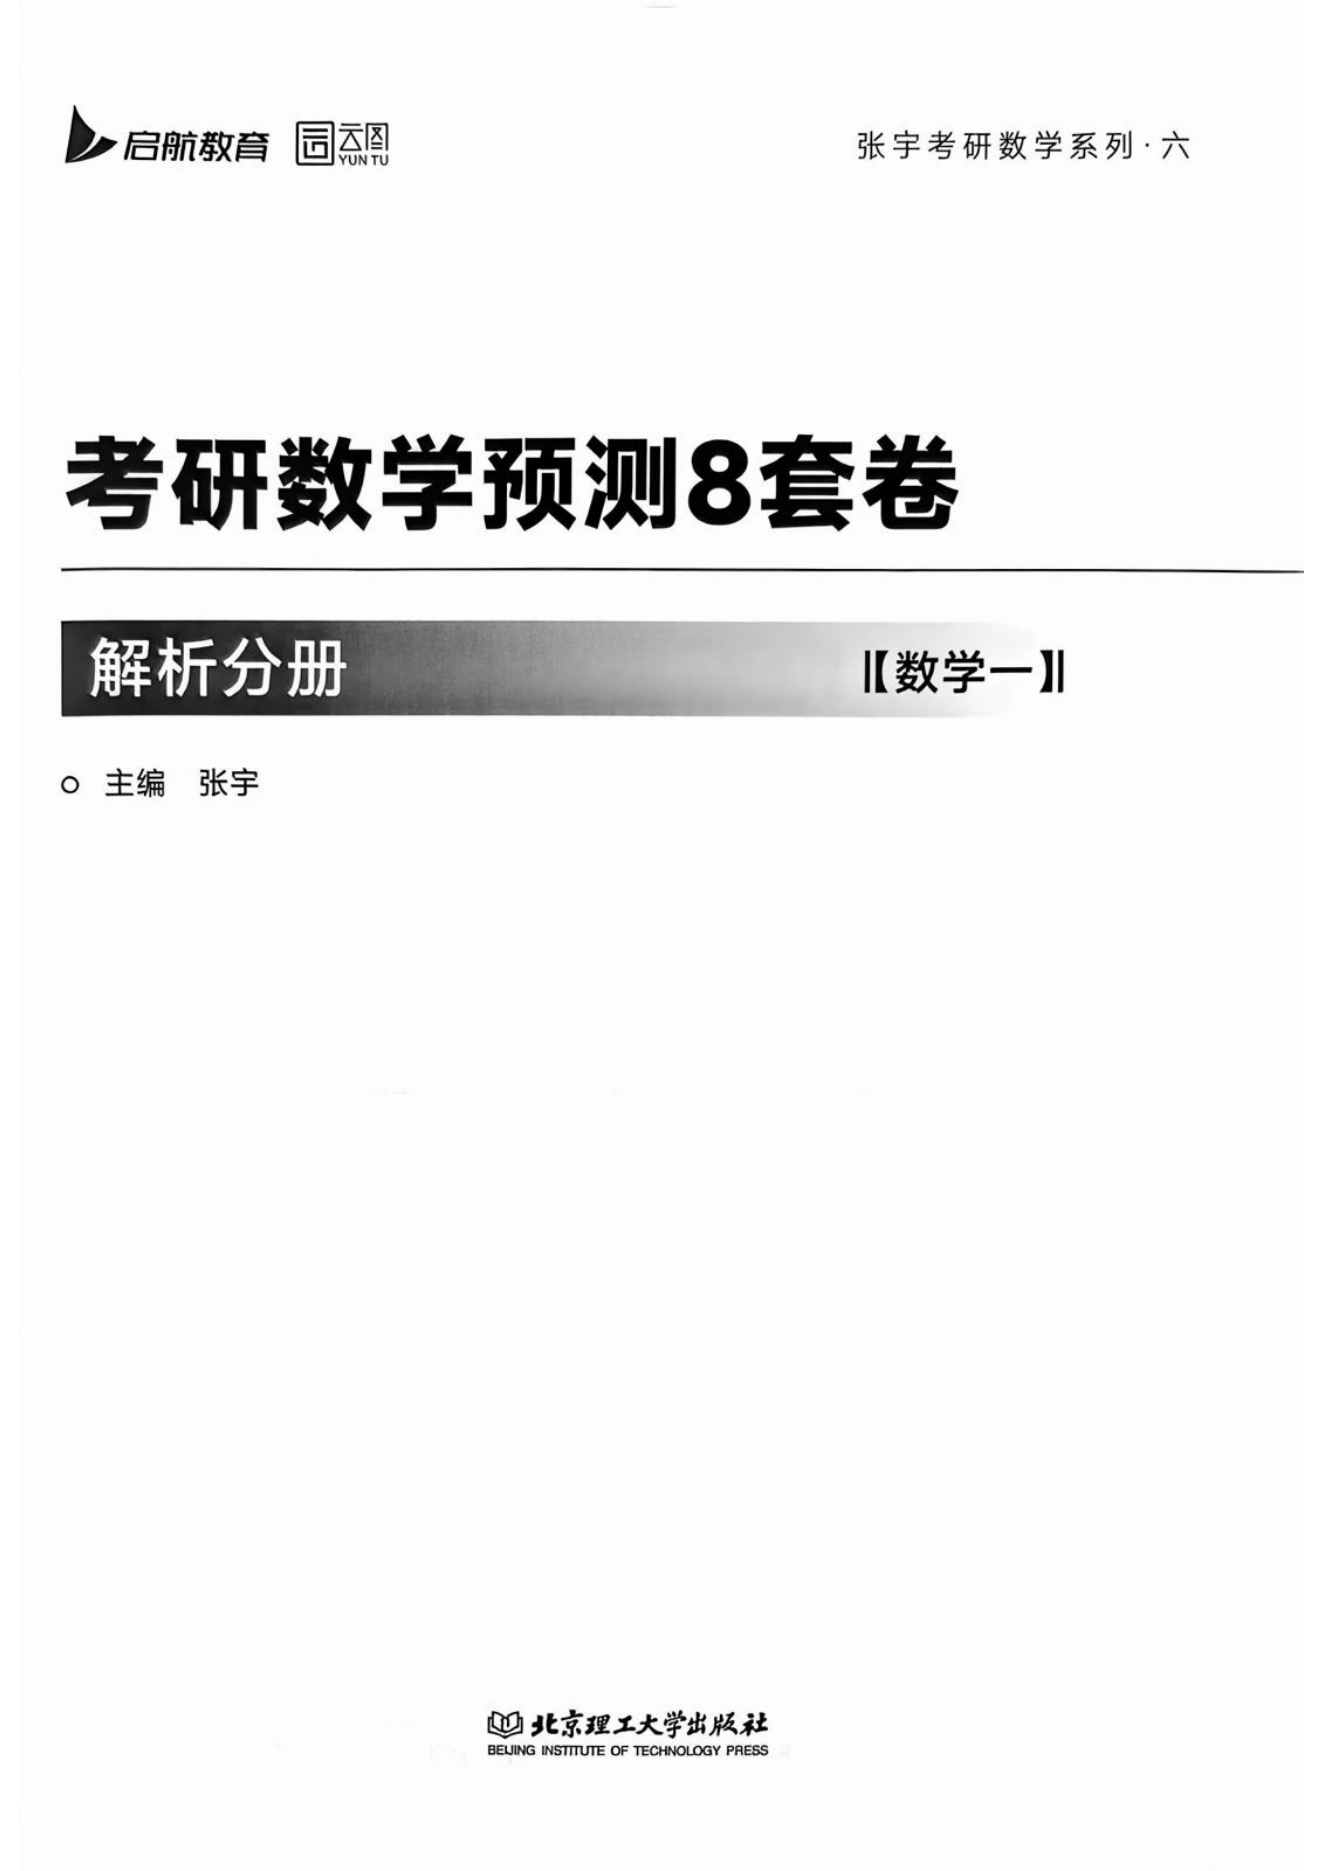 启航教育 云图 YUN TU
张宇考研数学系列·六
考研数学预测8套卷
解析分册
【数学一】
主编 张宇
北京理工大学出版社
BEIJING INSTITUTE OF TECHNOLOGY PRESS